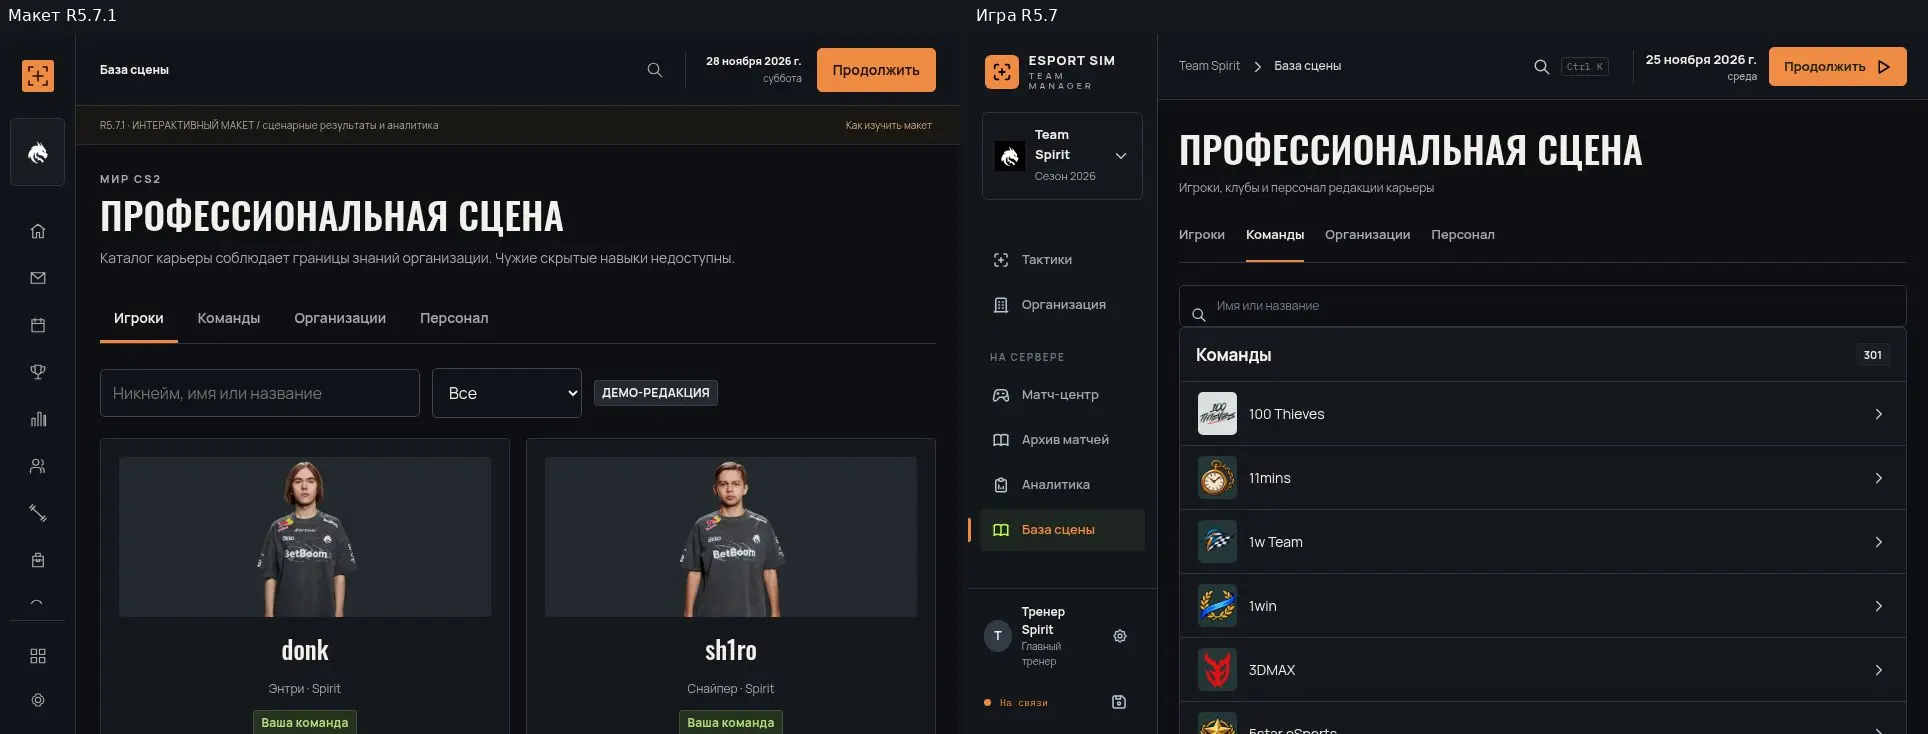 Макет R5.7.1
База сцены
28 ноября 2026 г.
суббота
Продолжить
R5.7.1 · ИНТЕРАКТИВНЫЙ МАКЕТ / сценарные результаты и аналитика
Как изучить макет
МИР CS2
ПРОФЕССИОНАЛЬНАЯ СЦЕНА
Каталог карьеры соблюдает границы знаний организации. Чужие скрытые навыки недоступны.
Игроки
Команды
Организации
Персонал
Никнейм, имя или название
Все
ДЕМО-РЕДАКЦИЯ
BetBoom
BetBoom
donk
Энтри · Spirit
Ваша команда
sh1ro
Снайпер · Spirit
Ваша команда
Игра R5.7
ESPORT SIM
TEAM
MANAGER
Team
Spirit
Сезон 2026
Тактики
Организация
НА СЕРВЕРЕ
Матч-центр
Архив матчей
Аналитика
База сцены
Т
Тренер
Spirit
Главный
тренер
На связи
Team Spirit
База сцены
Ctrl K
25 ноября 2026 г.
среда
Продолжить
ПРОФЕССИОНАЛЬНАЯ СЦЕНА
Игроки, клубы и персонал редакции карьеры
Игроки
Команды
Организации
Персонал
Имя или название
Команды
301
100 THIEVES
100 Thieves
11mins
1w Team
1win
3DMAX
5star eSports